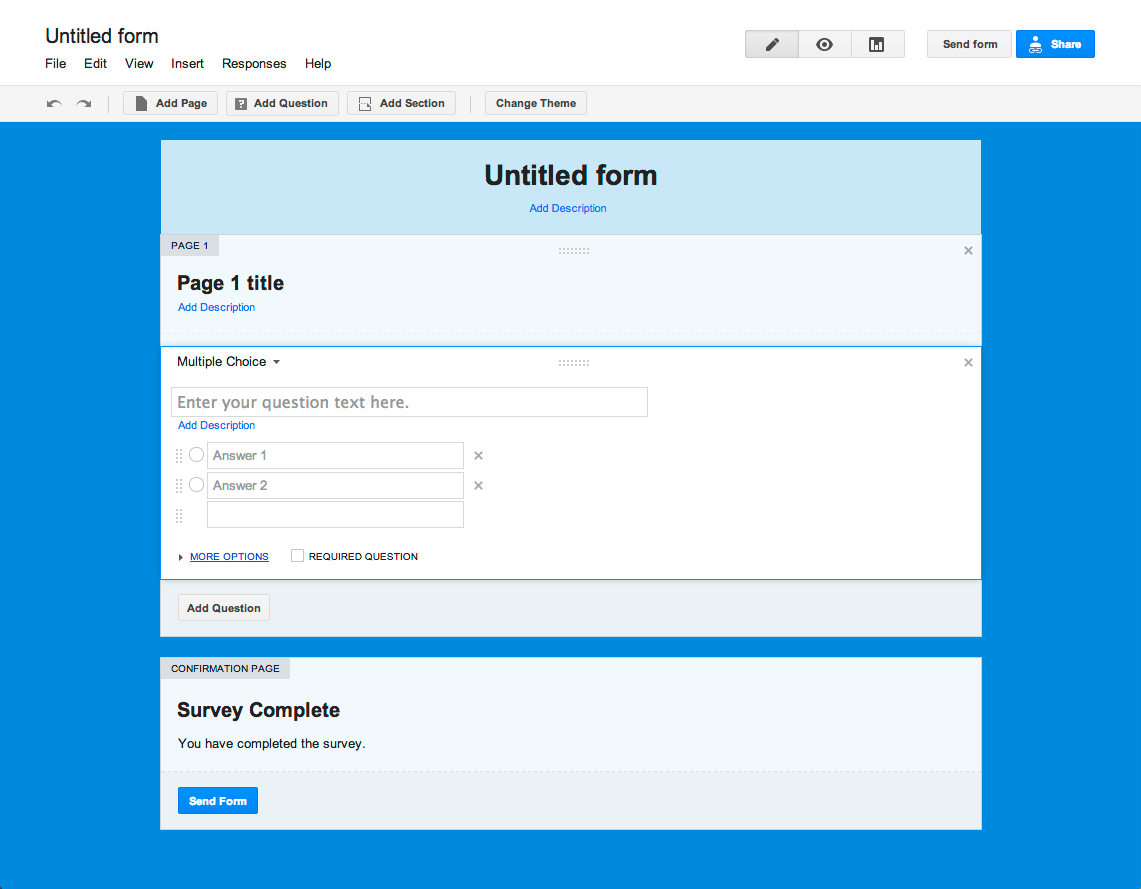 Untitled form
File Edit View Insert Responses Help
Send form Share
Add Page ? Add Question Add Section Change Theme
Untitled form
Add Description
PAGE 1
Page 1 title
Add Description
Multiple Choice
Enter your question text here.
Add Description
Answer 1
Answer 2
MORE OPTIONS REQUIRED QUESTION
Add Question
CONFIRMATION PAGE
Survey Complete
You have completed the survey.
Send Form